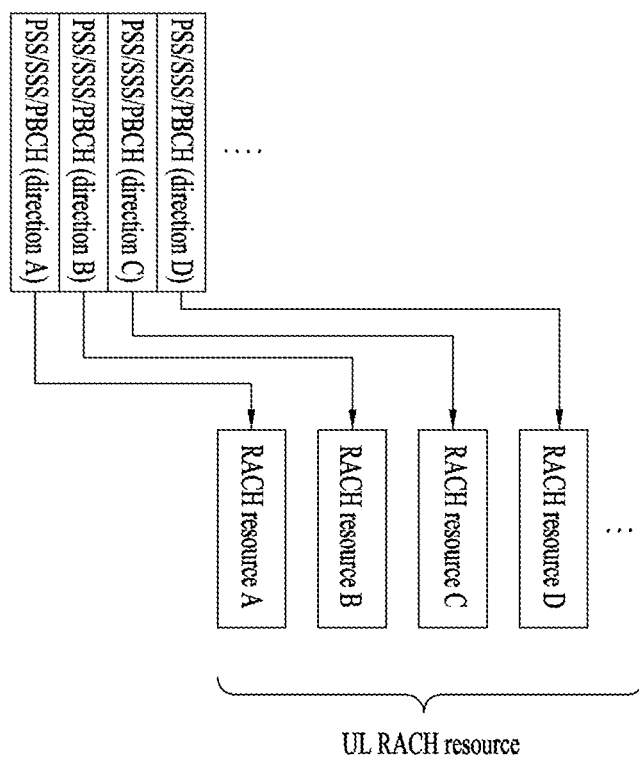 PSS/SSS/PBCH (direction A)
PSS/SSS/PBCH (direction B)
PSS/SSS/PBCH (direction C)
PSS/SSS/PBCH (direction D)
....
RACH resource A
RACH resource B
RACH resource C
RACH resource D
...
UL RACH resource